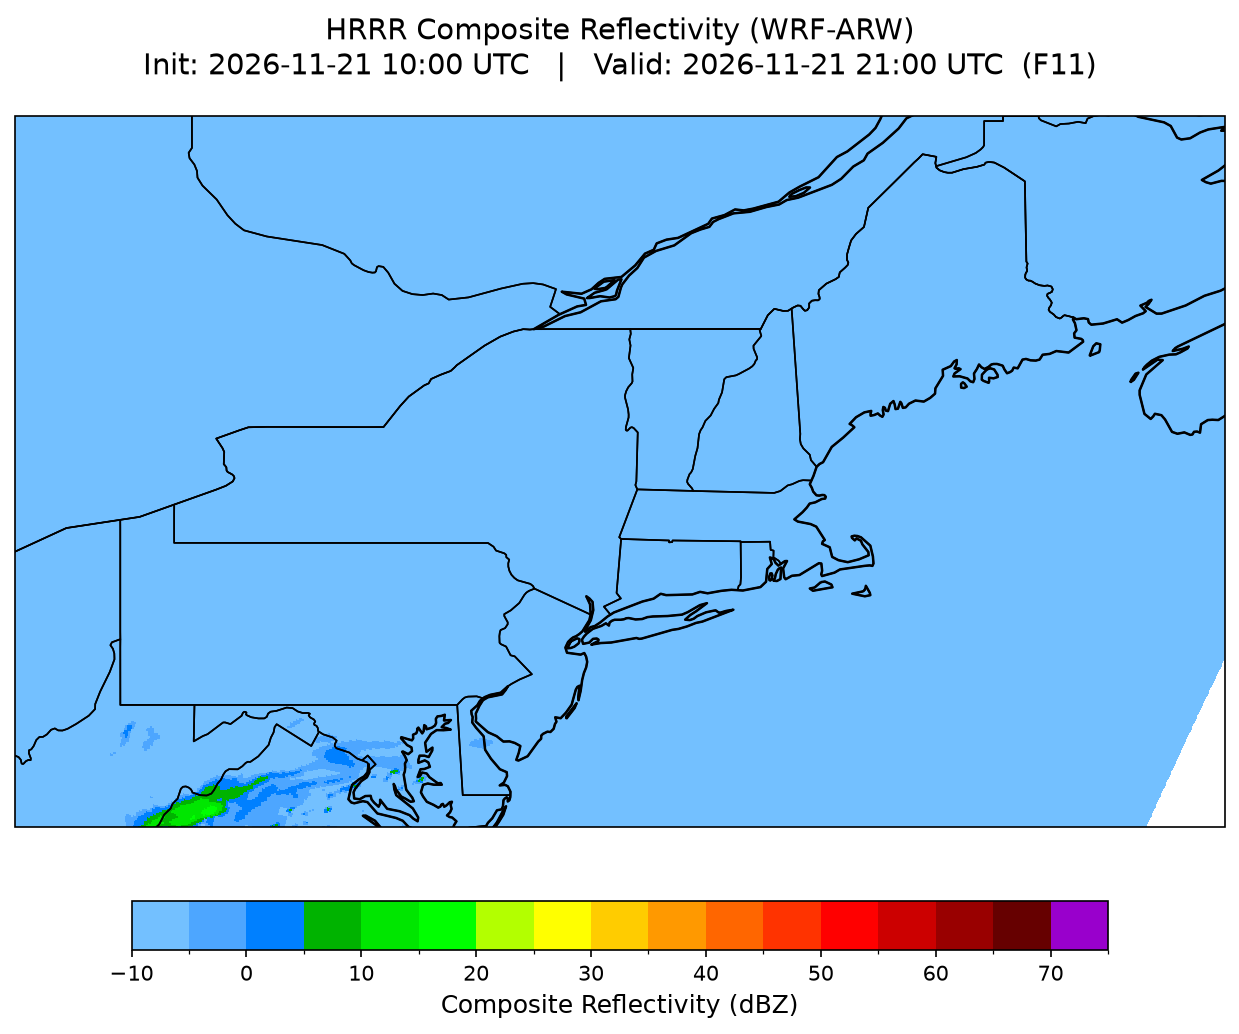 HRRR Composite Reflectivity (WRF-ARW)
Init: 2026-11-21 10:00 UTC   |   Valid: 2026-11-21 21:00 UTC  (F11)
−10 0 10 20 30 40 50 60 70
Composite Reflectivity (dBZ)